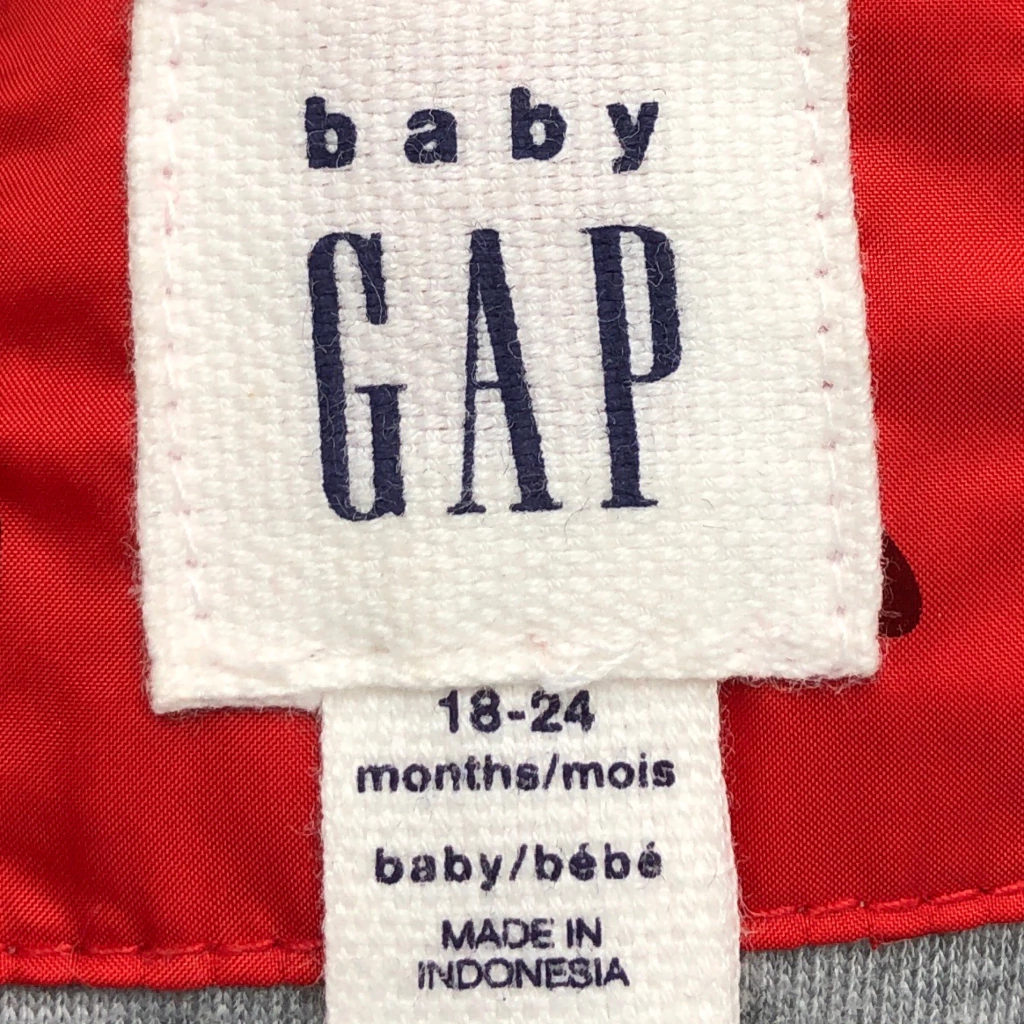 baby
GAP
18-24
months/mois
baby/bébé
MADE IN
INDONESIA